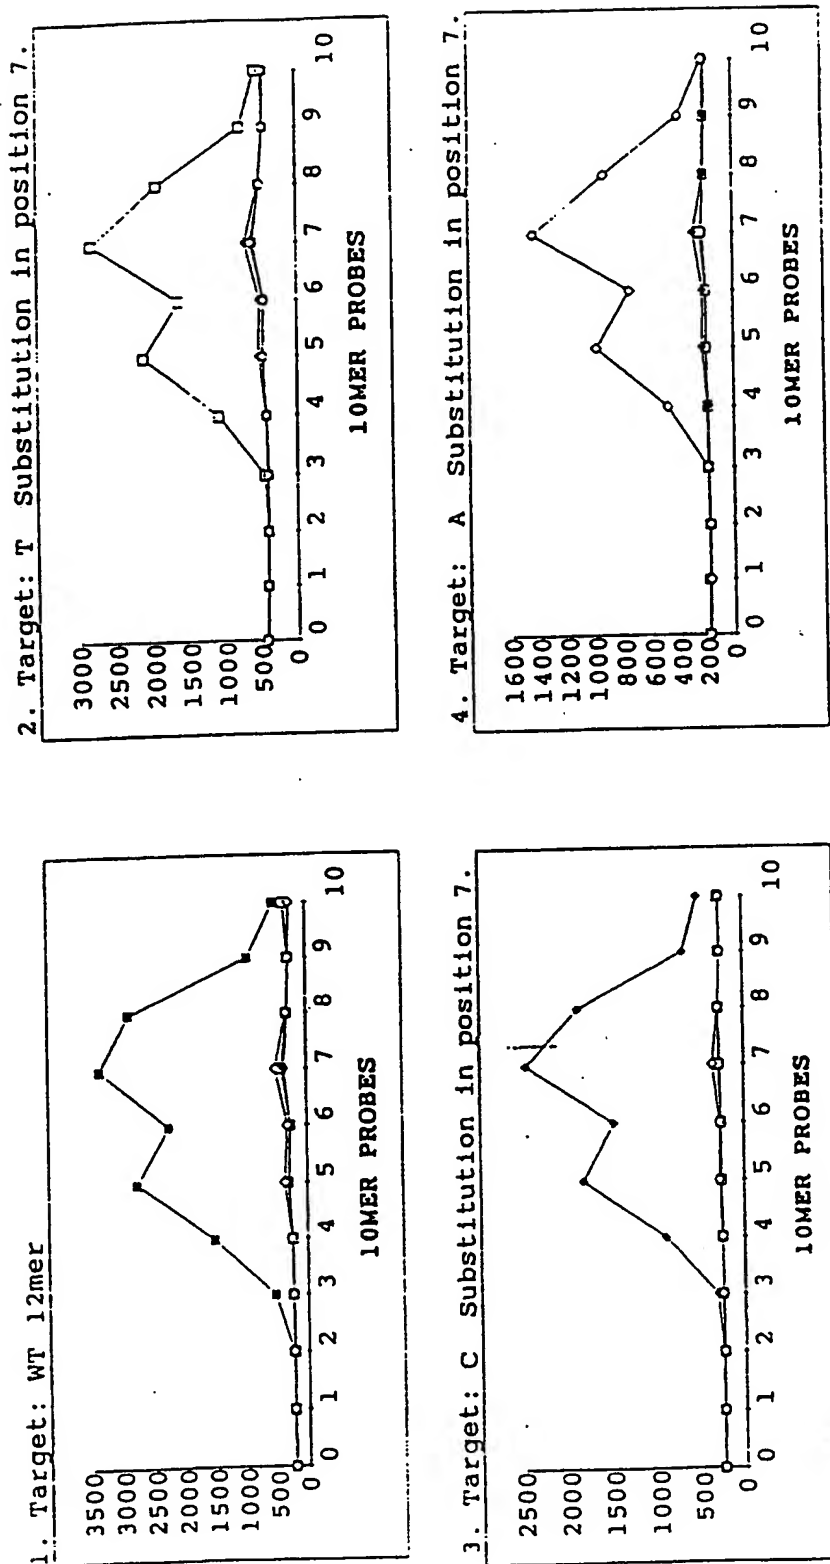 1. Target: WT 12mer
3500
3000
2500
2000
1500
1000
500
0
0 1 2 3 4 5 6 7 8 9 10
10MER PROBES
2. Target: T Substitution in position 7.
3000
2500
2000
1500
1000
500
0
0 1 2 3 4 5 6 7 8 9 10
10MER PROBES
3. Target: C Substitution in position 7.
2500
2000
1500
1000
500
0
0 1 2 3 4 5 6 7 8 9 10
10MER PROBES
4. Target: A Substitution in position 7.
1600
1400
1200
1000
800
600
400
200
0
0 1 2 3 4 5 6 7 8 9 10
10MER PROBES